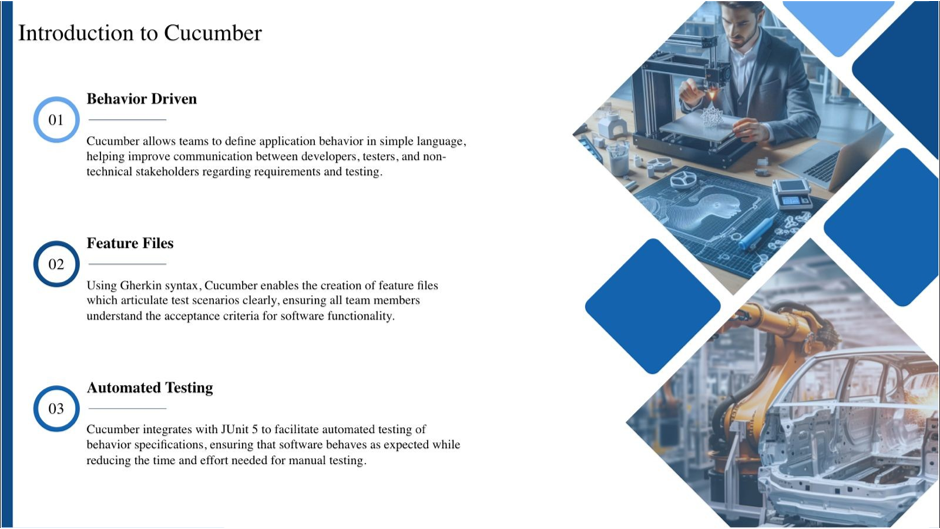 Introduction to Cucumber
01
Behavior Driven
Cucumber allows teams to define application behavior in simple language,
helping improve communication between developers, testers, and non-
technical stakeholders regarding requirements and testing.
02
Feature Files
Using Gherkin syntax, Cucumber enables the creation of feature files
which articulate test scenarios clearly, ensuring all team members
understand the acceptance criteria for software functionality.
03
Automated Testing
Cucumber integrates with JUnit 5 to facilitate automated testing of
behavior specifications, ensuring that software behaves as expected while
reducing the time and effort needed for manual testing.